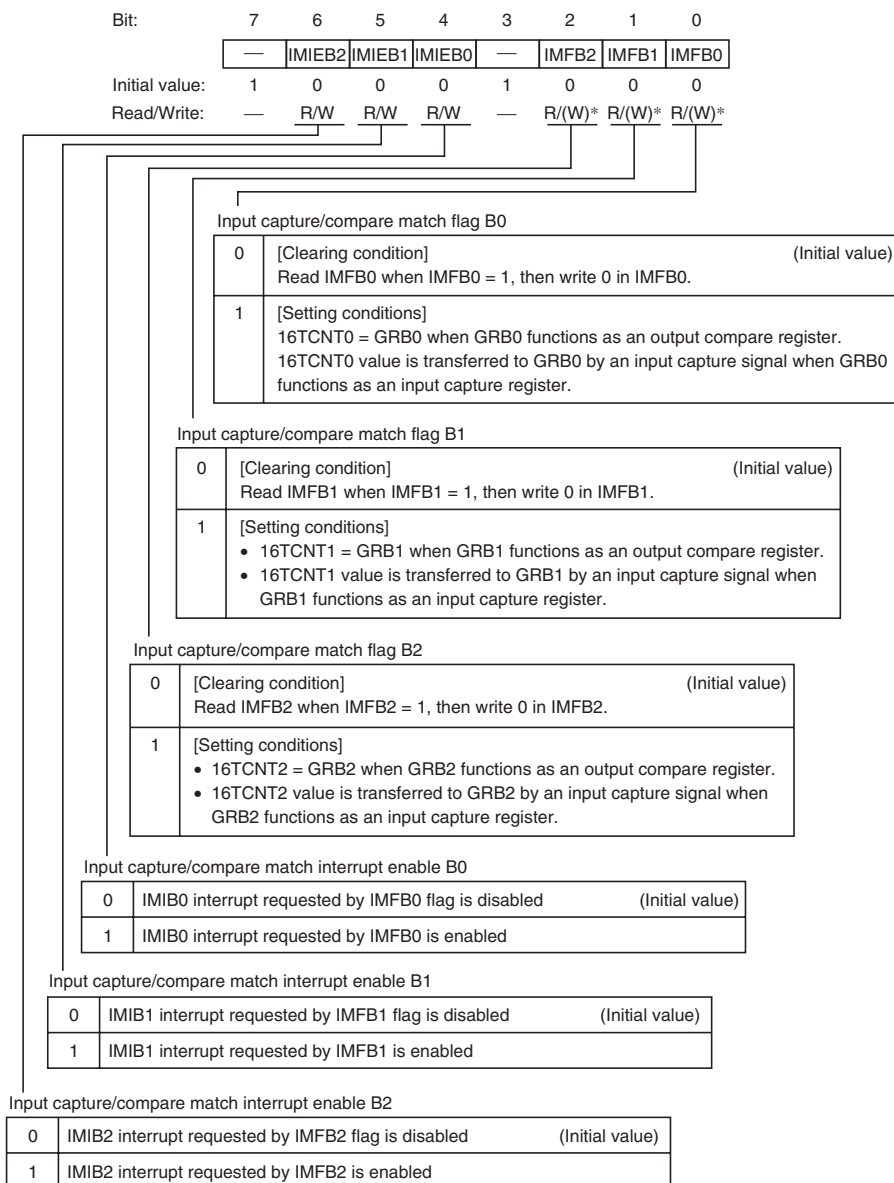 Bit: 7 6 5 4 3 2 1 0
— IMIEB2 IMIEB1 IMIEB0 — IMFB2 IMFB1 IMFB0
Initial value: 1 0 0 0 1 0 0 0
Read/Write: — R/W R/W R/W — R/(W)* R/(W)* R/(W)*
Input capture/compare match flag B0
0 [Clearing condition] (Initial value)
Read IMFB0 when IMFB0 = 1, then write 0 in IMFB0.
1 [Setting conditions]
16TCNT0 = GRB0 when GRB0 functions as an output compare register.
16TCNT0 value is transferred to GRB0 by an input capture signal when GRB0
functions as an input capture register.
Input capture/compare match flag B1
0 [Clearing condition] (Initial value)
Read IMFB1 when IMFB1 = 1, then write 0 in IMFB1.
1 [Setting conditions]
• 16TCNT1 = GRB1 when GRB1 functions as an output compare register.
• 16TCNT1 value is transferred to GRB1 by an input capture signal when
GRB1 functions as an input capture register.
Input capture/compare match flag B2
0 [Clearing condition] (Initial value)
Read IMFB2 when IMFB2 = 1, then write 0 in IMFB2.
1 [Setting conditions]
• 16TCNT2 = GRB2 when GRB2 functions as an output compare register.
• 16TCNT2 value is transferred to GRB2 by an input capture signal when
GRB2 functions as an input capture register.
Input capture/compare match interrupt enable B0
0 IMIB0 interrupt requested by IMFB0 flag is disabled (Initial value)
1 IMIB0 interrupt requested by IMFB0 is enabled
Input capture/compare match interrupt enable B1
0 IMIB1 interrupt requested by IMFB1 flag is disabled (Initial value)
1 IMIB1 interrupt requested by IMFB1 is enabled
Input capture/compare match interrupt enable B2
0 IMIB2 interrupt requested by IMFB2 flag is disabled (Initial value)
1 IMIB2 interrupt requested by IMFB2 is enabled